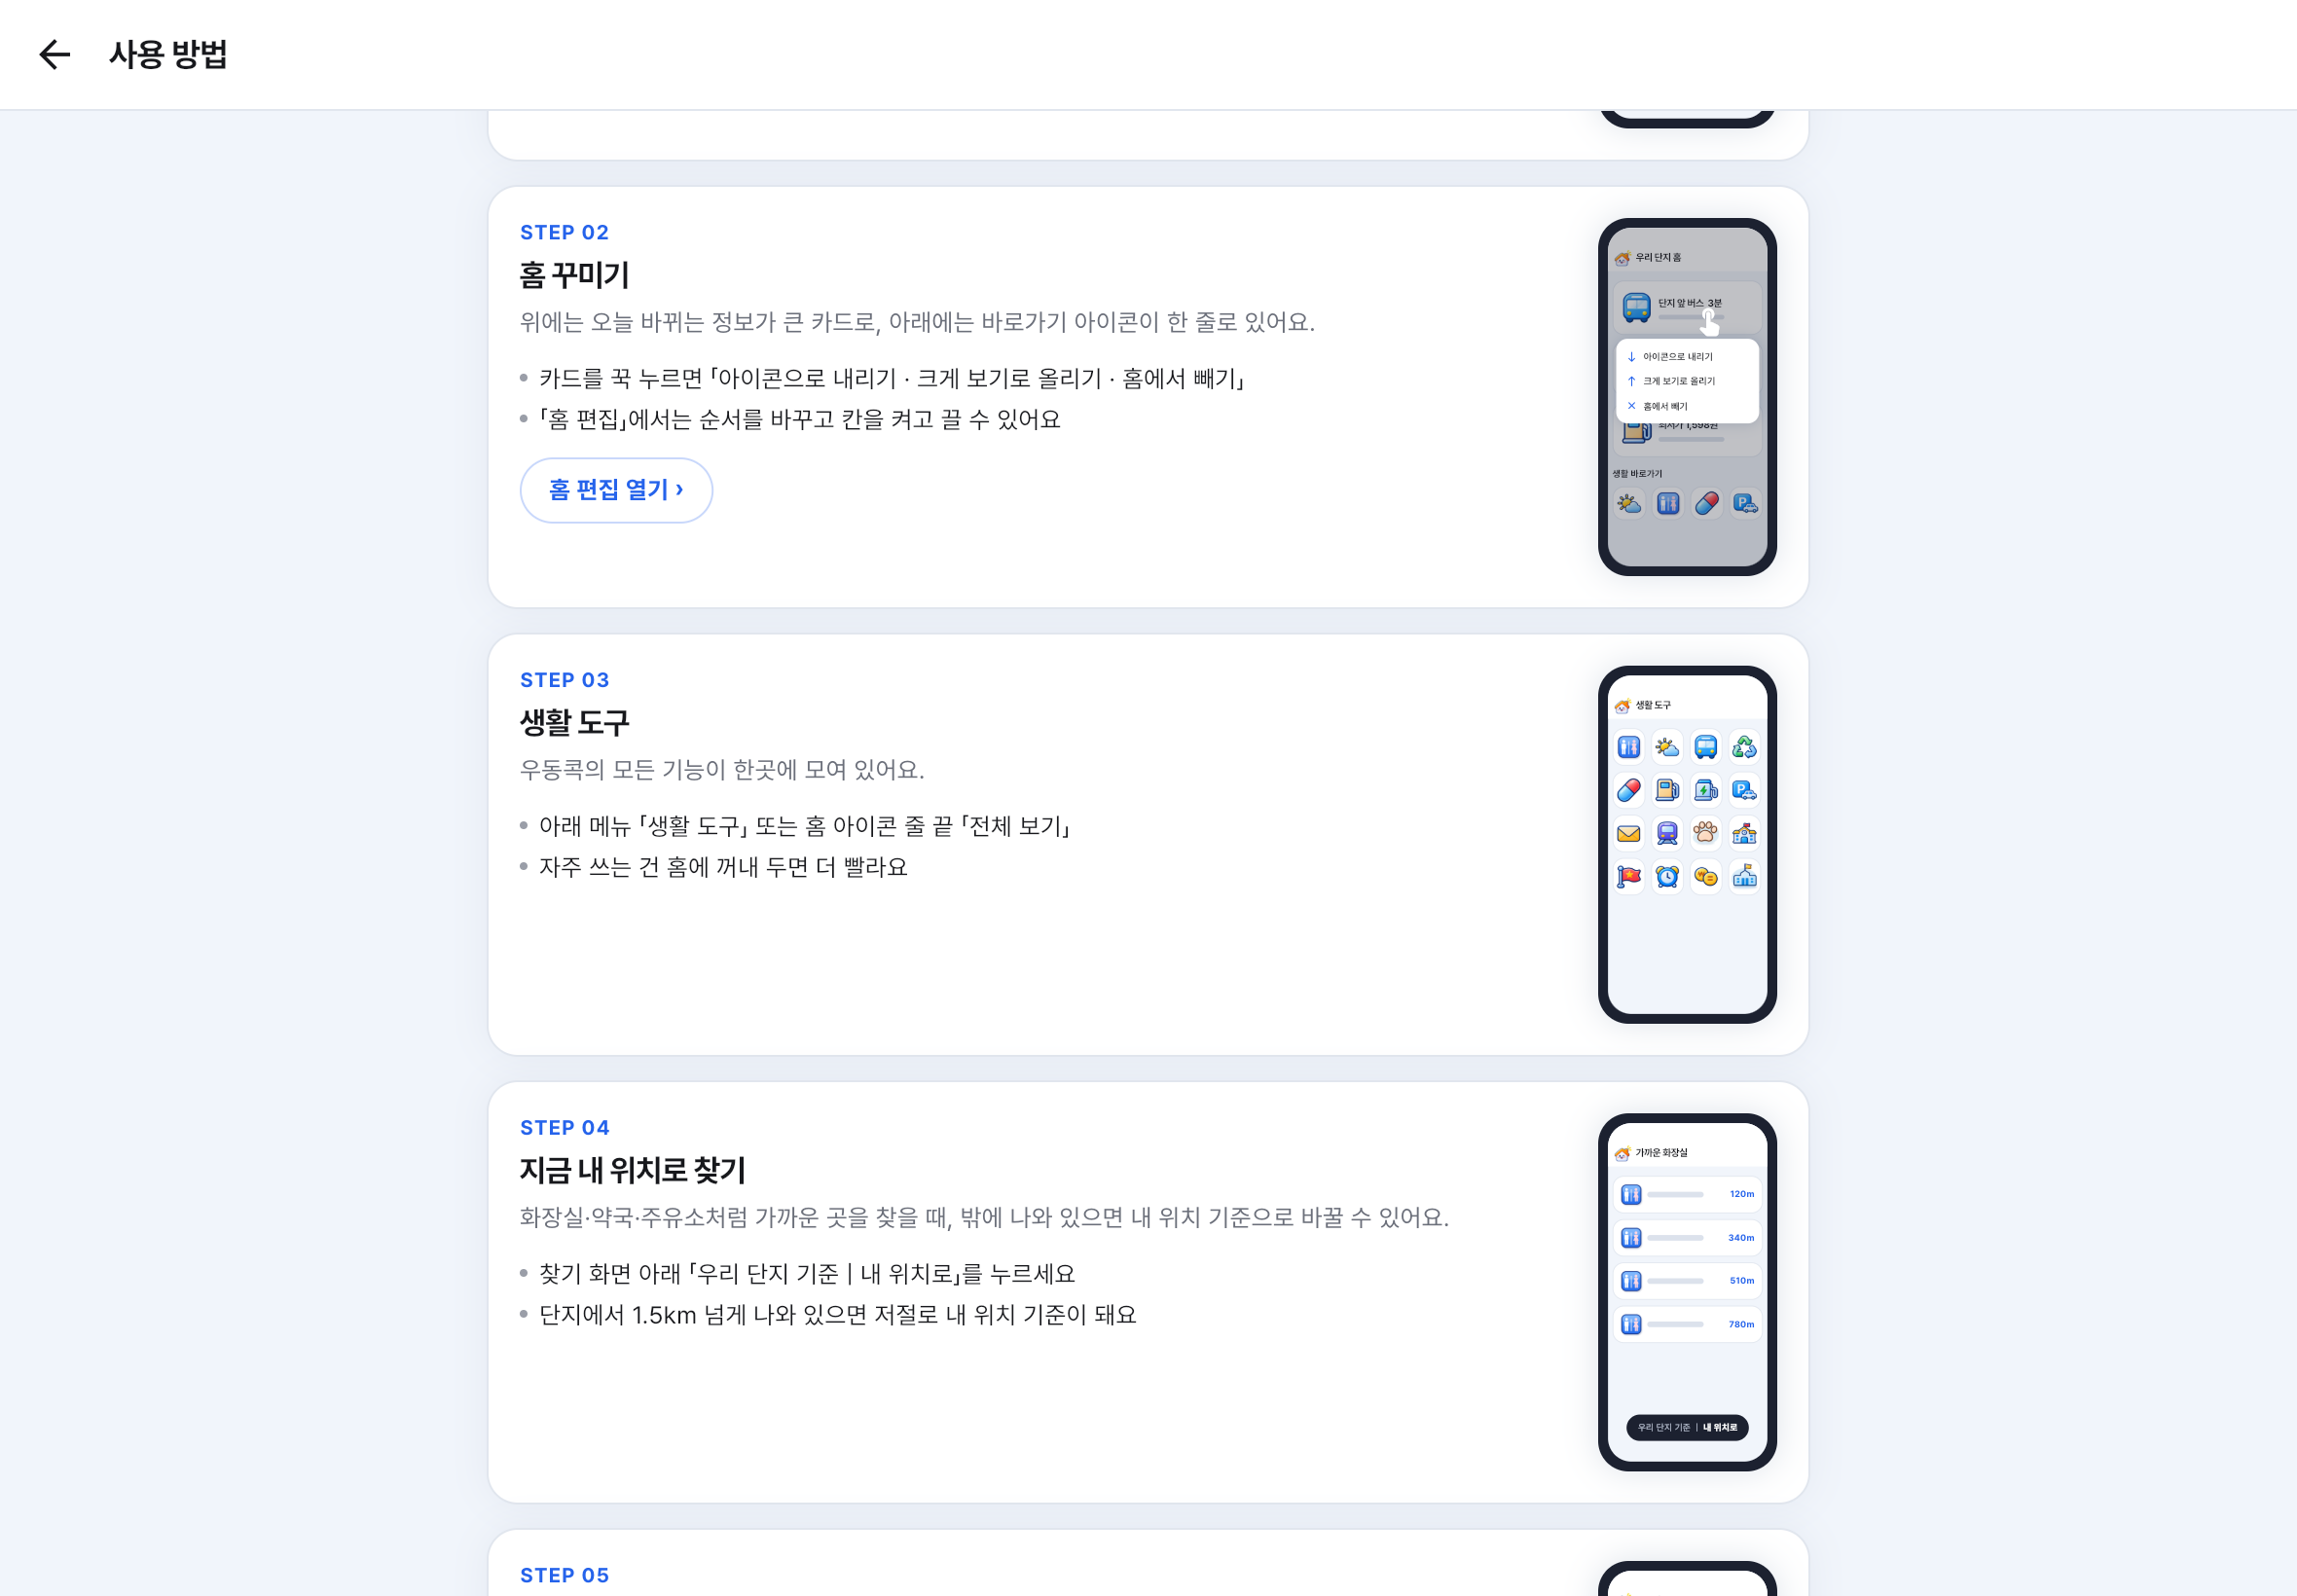 사용 방법
STEP 02
홈 꾸미기
위에는 오늘 바뀌는 정보가 큰 카드로, 아래에는 바로가기 아이콘이 한 줄로 있어요.
카드를 꾹 누르면 「아이콘으로 내리기 · 크게 보기로 올리기 · 홈에서 빼기」
「홈 편집」에서는 순서를 바꾸고 칸을 켜고 끌 수 있어요
홈 편집 열기 ›
우리 단지 홈
단지 앞 버스 3분
아이콘으로 내리기
크게 보기로 올리기
홈에서 빼기
최저가 1,598원
생활 바로가기
P
STEP 03
생활 도구
우동콕의 모든 기능이 한곳에 모여 있어요.
아래 메뉴 「생활 도구」 또는 홈 아이콘 줄 끝 「전체 보기」
자주 쓰는 건 홈에 꺼내 두면 더 빨라요
생활 도구
P
STEP 04
지금 내 위치로 찾기
화장실·약국·주유소처럼 가까운 곳을 찾을 때, 밖에 나와 있으면 내 위치 기준으로 바꿀 수 있어요.
찾기 화면 아래 「우리 단지 기준 | 내 위치로」를 누르세요
단지에서 1.5km 넘게 나와 있으면 저절로 내 위치 기준이 돼요
가까운 화장실
120m
340m
510m
780m
우리 단지 기준 | 내 위치로
STEP 05